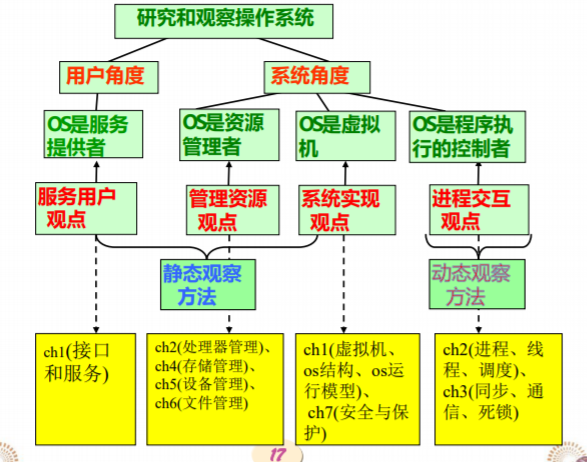 研究和观察操作系统
用户角度
系统角度
OS是服务
提供者
OS是资源
管理者
OS是虚拟
机
OS是程序执
行的控制者
服务用户
观点
管理资源
观点
系统实现
观点
进程交互
观点
静态观察
方法
动态观察
方法
ch1(接口
和服务)
ch2(处理器管理)、
ch4(存储管理)、
ch5(设备管理)、
ch6(文件管理)
ch1(虚拟机、
os结构、os运
行模型)、
ch7(安全与保
护)
ch2(进程、线
程、调度)、
ch3(同步、通
信、死锁)
17